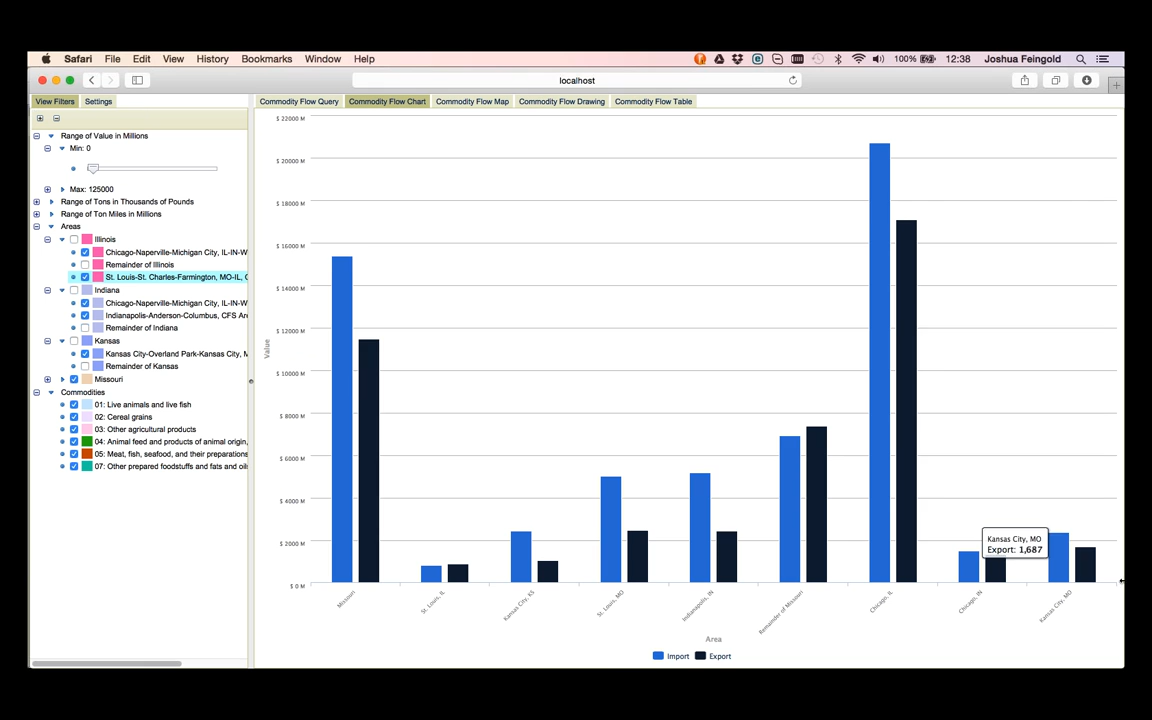 Safari File Edit View History Bookmarks Window Help 100% 12:38 Joshua Feingold
localhost
View Filters Settings Commodity Flow Query Commodity Flow Chart Commodity Flow Map Commodity Flow Drawing Commodity Flow Table
Range of Value in Millions
Min: 0
Max: 125000
Range of Tons in Thousands of Pounds
Range of Ton Miles in Millions
Areas
Illinois
Chicago-Naperville-Michigan City, IL-IN-W
Remainder of Illinois
St. Louis-St. Charles-Farmington, MO-IL, C
Indiana
Chicago-Naperville-Michigan City, IL-IN-W
Indianapolis-Anderson-Columbus, CFS Are
Remainder of Indiana
Kansas
Kansas City-Overland Park-Kansas City, M
Remainder of Kansas
Missouri
Commodities
01: Live animals and live fish
02: Cereal grains
03: Other agricultural products
04: Animal feed and products of animal origin,
05: Meat, fish, seafood, and their preparations
07: Other prepared foodstuffs and fats and oils
$ 22000 M
$ 20000 M
$ 18000 M
$ 16000 M
$ 14000 M
$ 12000 M
$ 10000 M
$ 8000 M
$ 6000 M
$ 4000 M
$ 2000 M
$ 0 M
Value
Kansas City, MO
Export: 1,687
Missouri
St. Louis, IL
Kansas City, KS
St. Louis, MO
Indianapolis, IN
Remainder of Missouri
Chicago, IL
Chicago, IN
Kansas City, MO
Area
Import Export